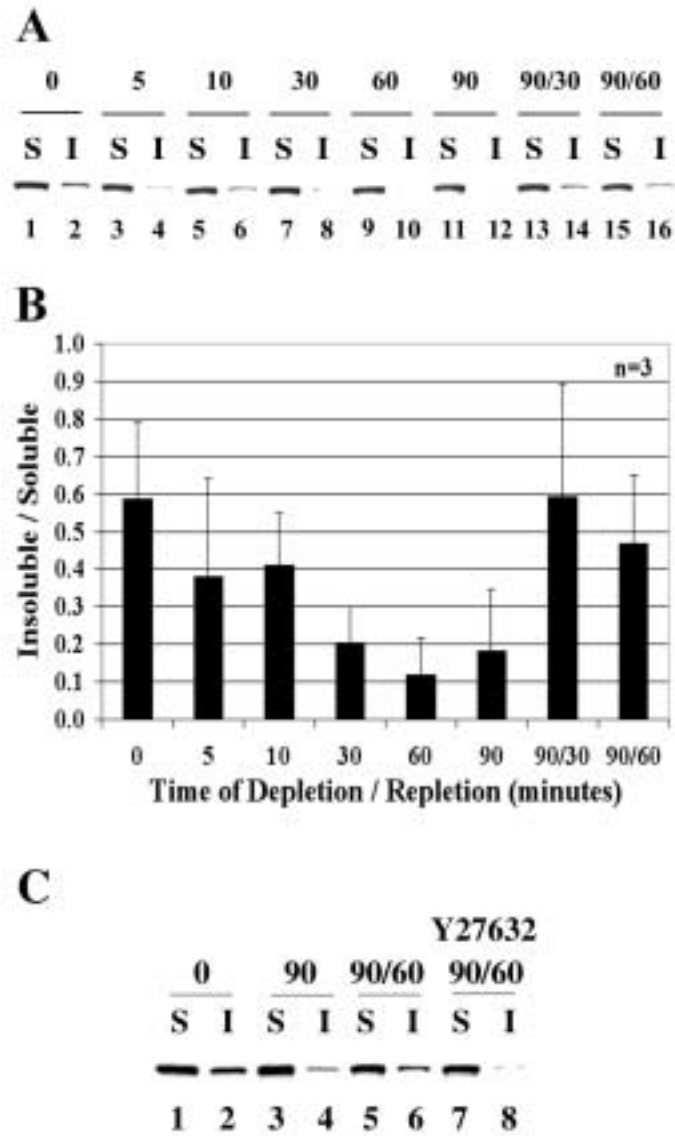 A
0 5 10 30 60 90 90/30 90/60
S I S I S I S I S I S I S I S I
1 2 3 4 5 6 7 8 9 10 11 12 13 14 15 16
B
1.0
n=3
0.9
0.8
0.7
0.6
0.5
0.4
0.3
0.2
0.1
0.0
Insoluble / Soluble
0 5 10 30 60 90 90/30 90/60
Time of Depletion / Repletion (minutes)
C
Y27632
0 90 90/60 90/60
S I S I S I S I
1 2 3 4 5 6 7 8